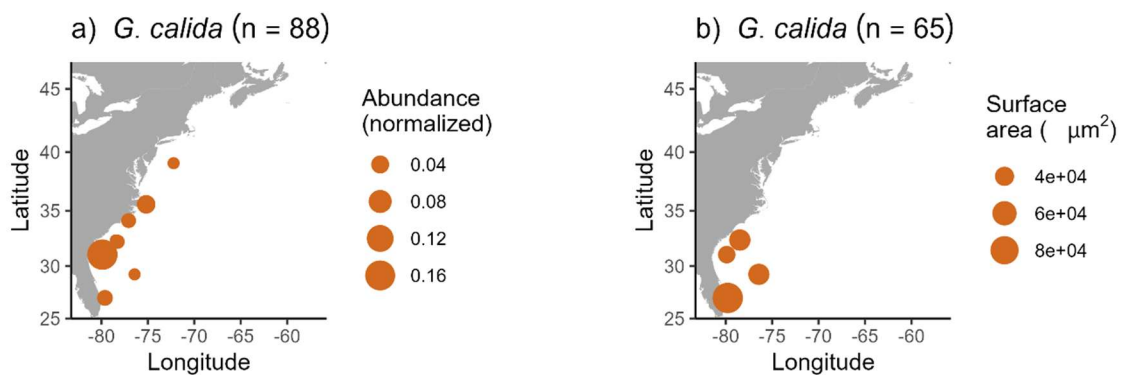 a) G. calida (n = 88)
45
40
35
30
25
Latitude
-80 -75 -70 -65 -60
Longitude
Abundance
(normalized)
0.04
0.08
0.12
0.16
b) G. calida (n = 65)
45
40
35
30
25
Latitude
-80 -75 -70 -65 -60
Longitude
Surface
area ( μm²)
4e+04
6e+04
8e+04